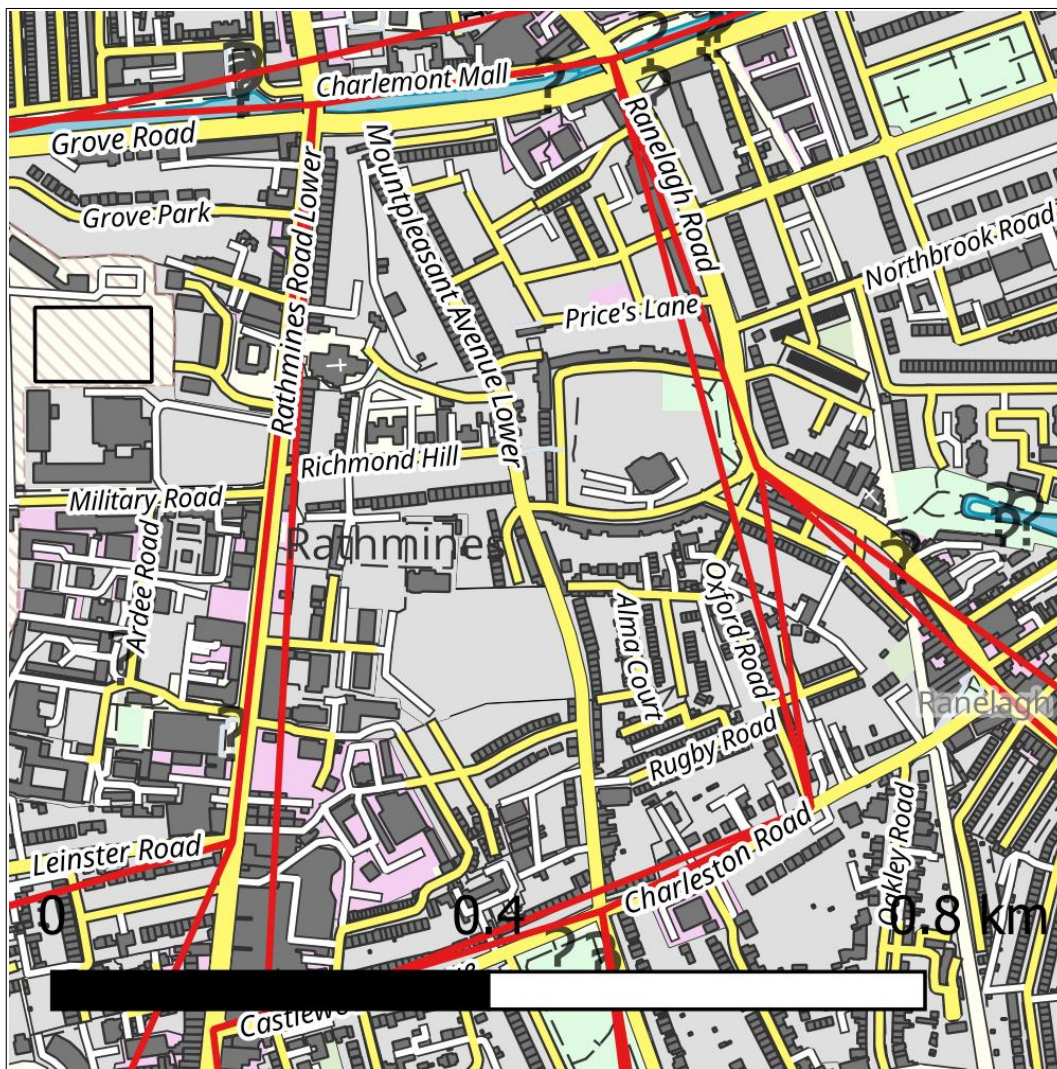 Charlemont Mall
Grove Road
Ranelagh Road
Mountpleasant Avenue Lower
Rathmines Road Lower
Grove Park
Northbrook Road
Price's Lane
Richmond Hill
Military Road
Rathmines
Ardee Road
Alma Court
Oxford Road
Ranelagh
Rugby Road
Oakley Road
Leinster Road
Charleston Road
0
0.4
0.8 km